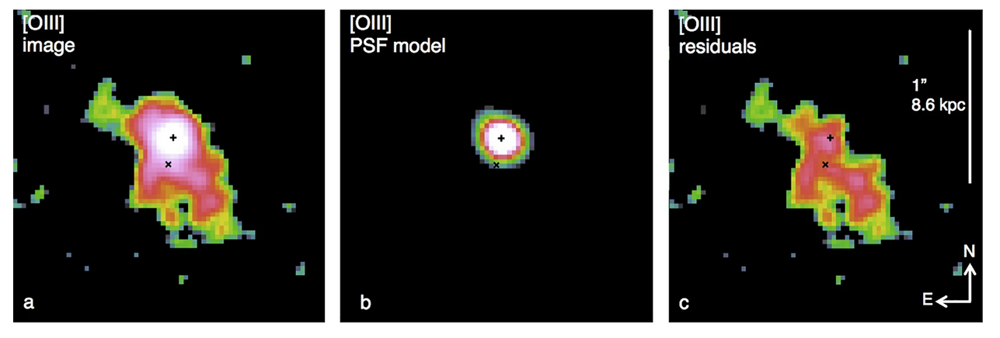 [OIII]
image
a
[OIII]
PSF model
b
[OIII]
residuals
1”
8.6 kpc
N
E
c